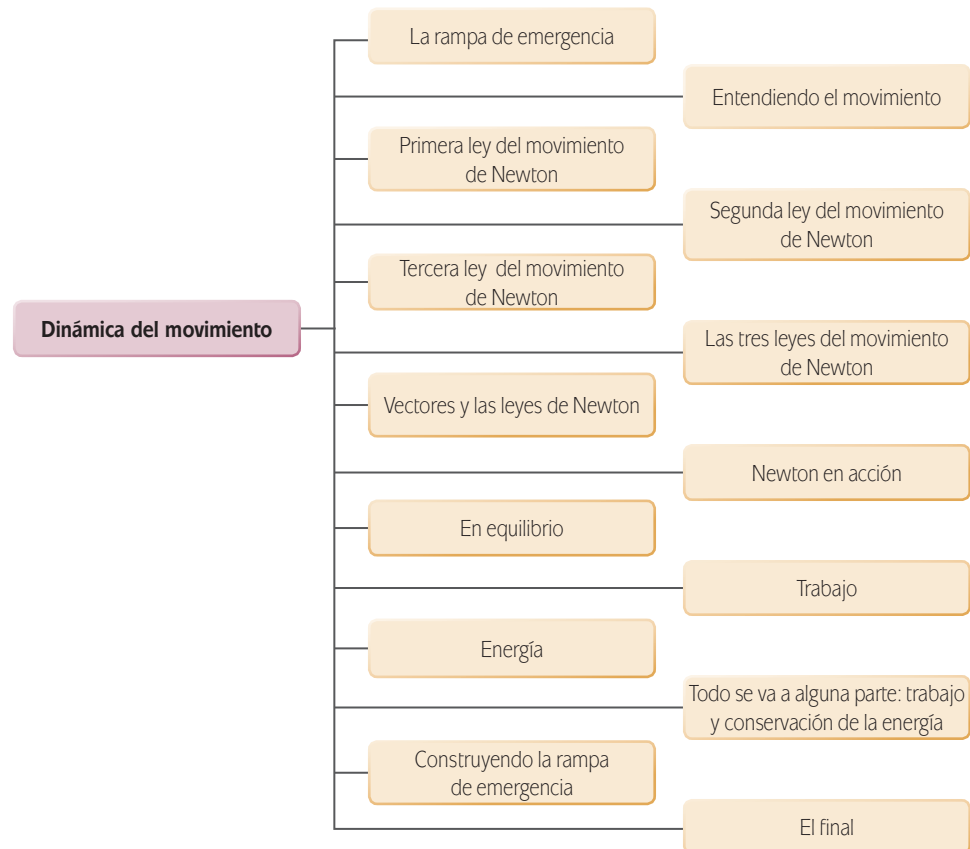 La rampa de emergencia
Entendiendo el movimiento
Primera ley del movimiento
de Newton
Segunda ley del movimiento
de Newton
Tercera ley del movimiento
de Newton
Dinámica del movimiento
Las tres leyes del movimiento
de Newton
Vectores y las leyes de Newton
Newton en acción
En equilibrio
Trabajo
Energía
Todo se va a alguna parte: trabajo
y conservación de la energía
Construyendo la rampa
de emergencia
El final